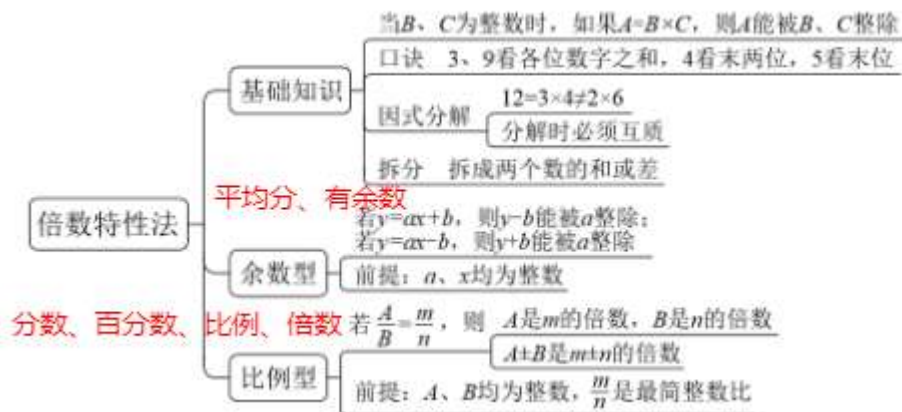 当B、C为整数时，如果A=B×C，则A能被B、C整除
口诀 3、9看各位数字之和，4看末两位，5看末位
基础知识
12=3×4≠2×6
因式分解
分解时必须互质
拆分 拆成两个数的和或差
平均分、有余数
倍数特性法
若y=ax+b，则y-b能被a整除；
若y=ax-b，则y+b能被a整除
余数型
前提：a、x均为整数
分数、百分数、比例、倍数
若A/B=m/n，则 A是m的倍数，B是n的倍数
A±B是m±n的倍数
比例型
前提：A、B均为整数，m/n是最简整数比